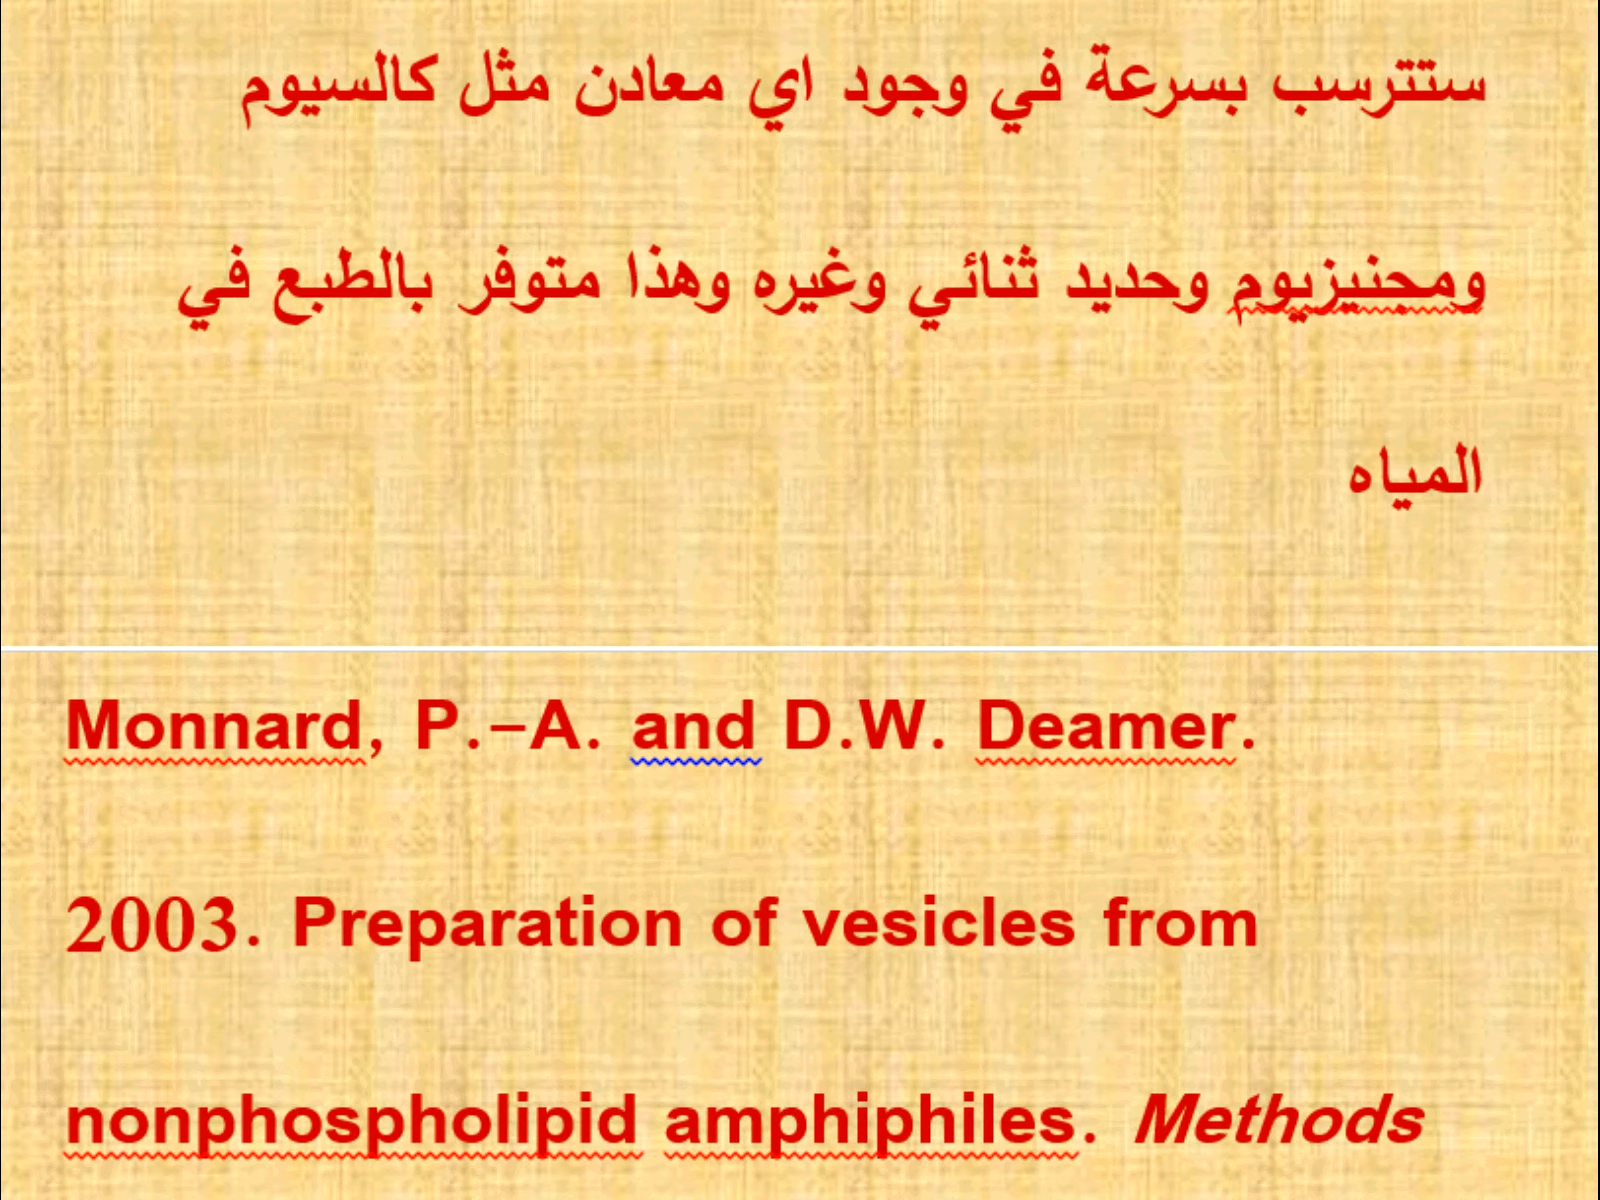 ستترسب بسرعة في وجود اي معادن مثل كالسيوم
ومجنيزيوم وحديد ثنائي وغيره وهذا متوفر بالطبع في
المياه
Monnard, P.-A. and D.W. Deamer.
2003. Preparation of vesicles from
nonphospholipid amphiphiles. Methods